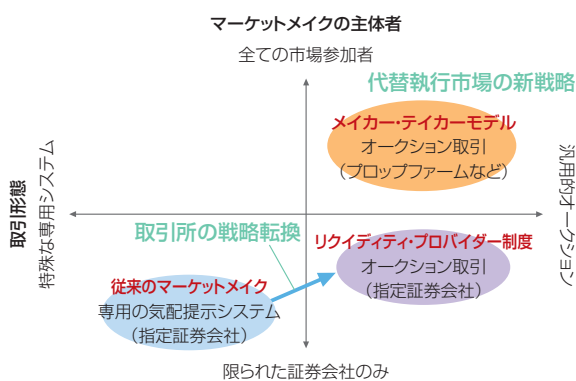 マーケットメイクの主体者
全ての市場参加者
代替執行市場の新戦略
メイカー・テイカーモデル
オークション取引
（プロップファームなど）
取引形態
特殊な専用システム
汎用的オークション
取引所の戦略転換
リクイディティ・プロバイダー制度
オークション取引
（指定証券会社）
従来のマーケットメイク
専用の気配提示システム
（指定証券会社）
限られた証券会社のみ